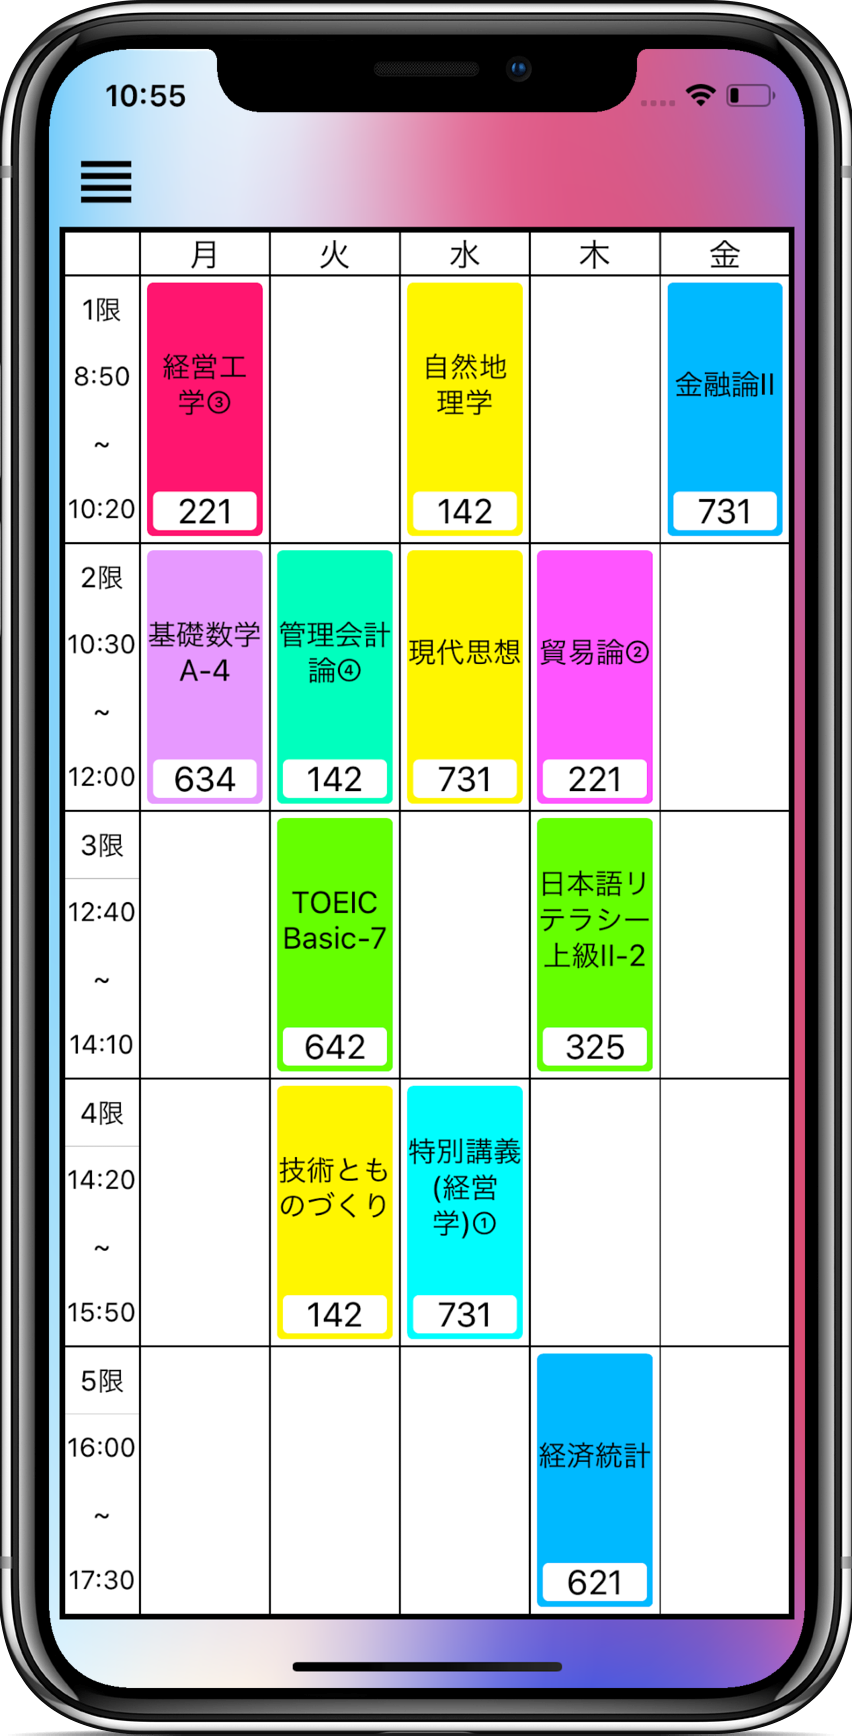 10:55
月 火 水 木 金
1限
8:50
~
10:20
経営工
学③
221
自然地
理学
142
金融論II
731
2限
10:30
~
12:00
基礎数学
A-4
634
管理会計
論④
142
現代思想
731
貿易論②
221
3限
12:40
~
14:10
TOEIC
Basic-7
642
日本語リ
テラシー
上級II-2
325
4限
14:20
~
15:50
技術とも
のづくり
142
特別講義
(経営
学)①
731
5限
16:00
~
17:30
経済統計
621